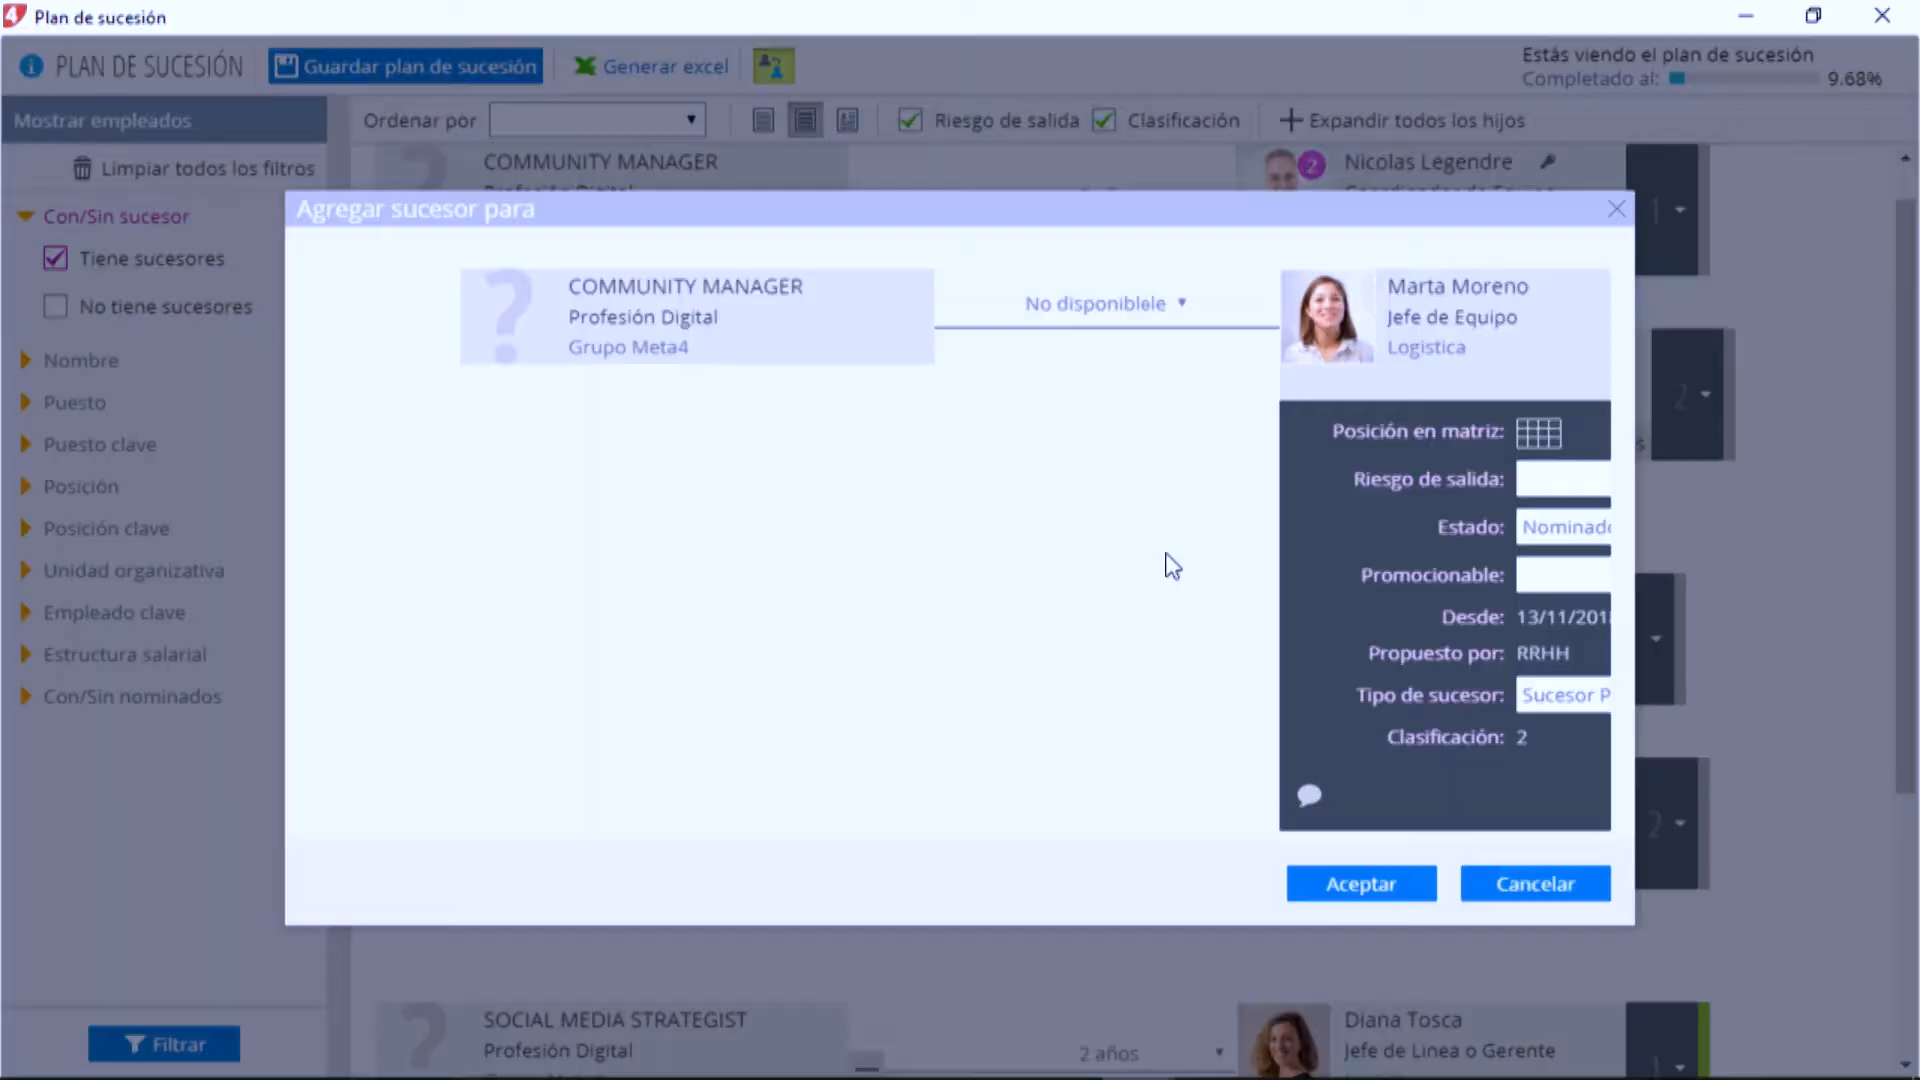 Plan de sucesión
PLAN DE SUCESIÓN
Guardar plan de sucesión
Generar excel
Estás viendo el plan de sucesión
Completado al: 9.68%
Mostrar empleados
Ordenar por
Riesgo de salida
Clasificación
Expandir todos los hijos
Limpiar todos los filtros
Con/Sin sucesor
Tiene sucesores
No tiene sucesores
Nombre
Puesto
Puesto clave
Posición
Posición clave
Unidad organizativa
Empleado clave
Estructura salarial
Con/Sin nominados
Filtrar
COMMUNITY MANAGER
2
Nicolas Legendre
1
2
2
Agregar sucesor para
COMMUNITY MANAGER
Profesión Digital
Grupo Meta4
No disponiblele
Marta Moreno
Jefe de Equipo
Logistica
Posición en matriz:
Riesgo de salida:
Estado: Nominado
Promocionable:
Desde: 13/11/201
Propuesto por: RRHH
Tipo de sucesor: Sucesor P
Clasificación: 2
Aceptar
Cancelar
SOCIAL MEDIA STRATEGIST
Profesión Digital
2 años
Diana Tosca
Jefe de Linea o Gerente
1